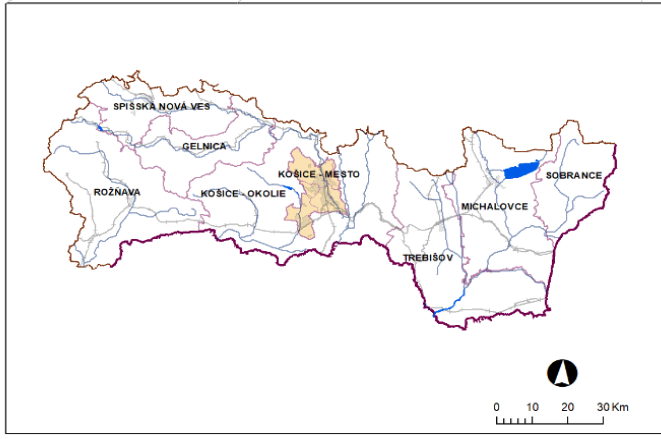 SPIŠSKÁ NOVÁ VES
GELNICA
KOŠICE - MESTO
SOBRANCE
ROŽŇAVA
KOŠICE - OKOLIE
MICHALOVCE
TREBIŠOV
0 10 20 30 Km